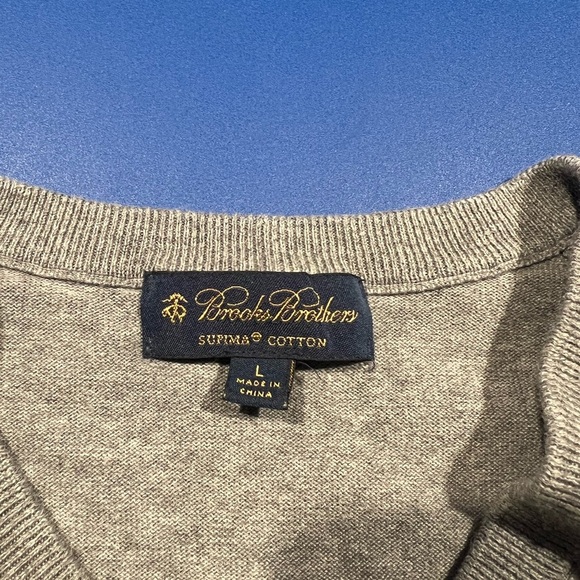 Brooks Brothers
SUPIMA® COTTON
L
MADE IN
CHINA